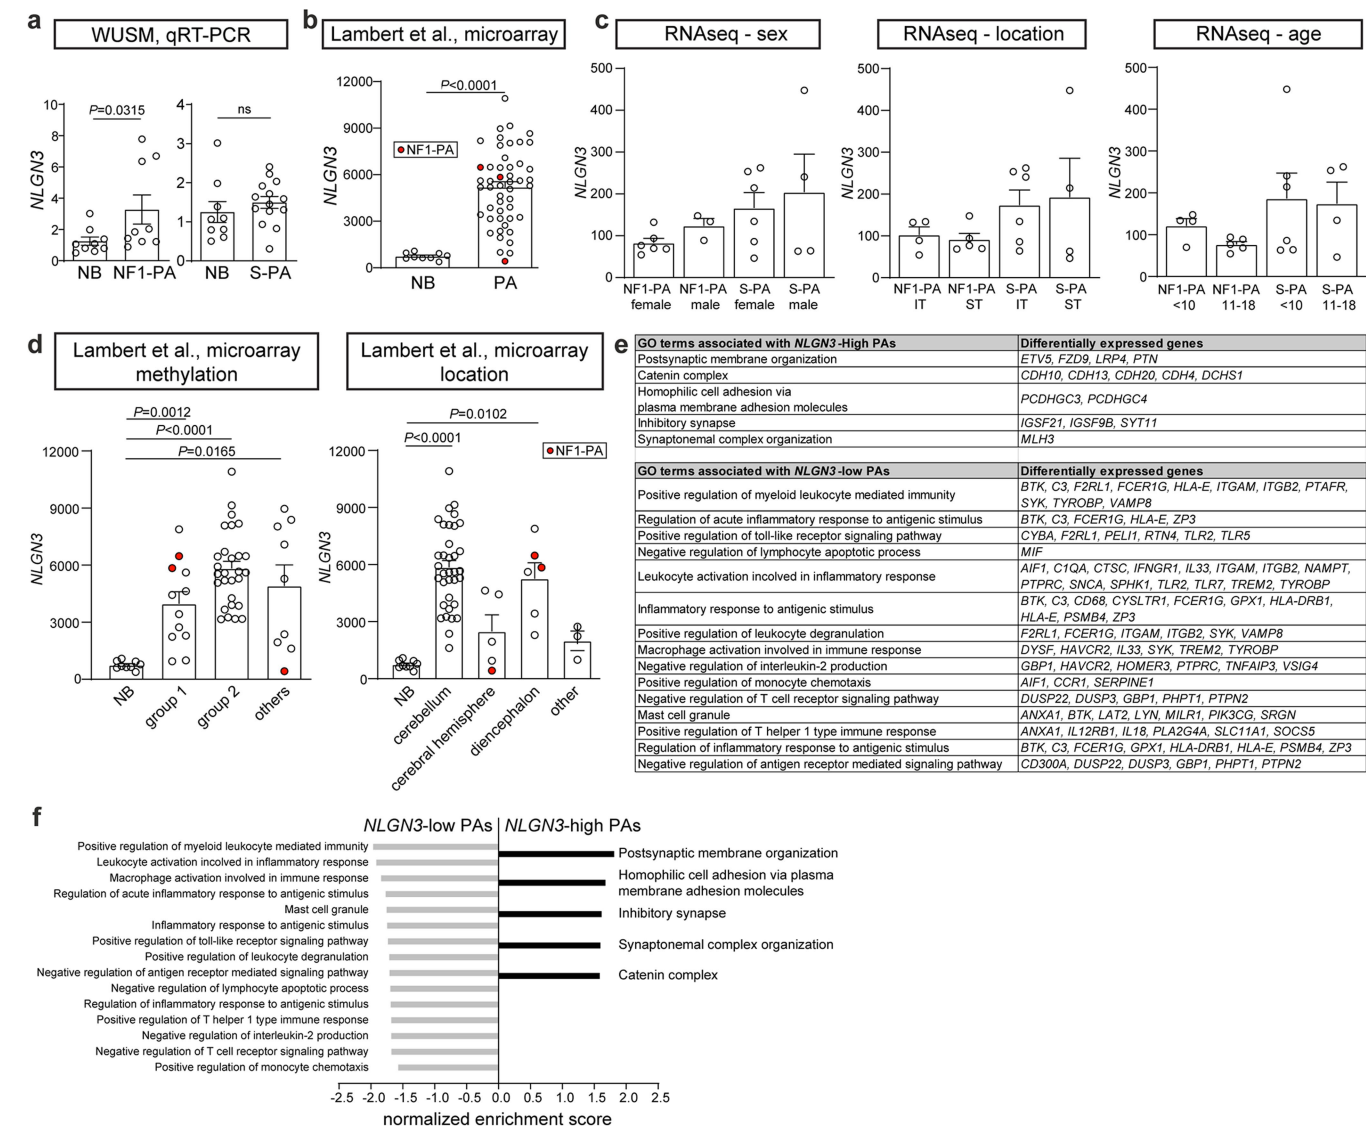 a
WUSM, qRT-PCR
NLGN3
10
8
6
4
2
0
P=0.0315
NB
NF1-PA
4
3
2
1
0
ns
NB
S-PA
b
Lambert et al., microarray
NLGN3
12000
9000
6000
3000
0
P<0.0001
NF1-PA
NB
PA
c
RNAseq - sex
NLGN3
500
400
300
200
100
0
NF1-PA female
NF1-PA male
S-PA female
S-PA male
RNAseq - location
NLGN3
500
400
300
200
100
0
NF1-PA IT
NF1-PA ST
S-PA IT
S-PA ST
RNAseq - age
NLGN3
500
400
300
200
100
0
NF1-PA <10
NF1-PA 11-18
S-PA <10
S-PA 11-18
d
Lambert et al., microarray
methylation
P=0.0012
P<0.0001
P=0.0165
NLGN3
12000
9000
6000
3000
0
NB
group 1
group 2
others
Lambert et al., microarray
location
P=0.0102
P<0.0001
NF1-PA
NLGN3
12000
9000
6000
3000
0
NB
cerebellum
cerebral hemisphere
diencephalon
other
e
GO terms associated with NLGN3-High PAs Differentially expressed genes
Postsynaptic membrane organization ETV5, FZD9, LRP4, PTN
Catenin complex CDH10, CDH13, CDH20, CDH4, DCHS1
Homophilic cell adhesion via
plasma membrane adhesion molecules PCDHGC3, PCDHGC4
Inhibitory synapse IGSF21, IGSF9B, SYT11
Synaptonemal complex organization MLH3
GO terms associated with NLGN3-low PAs Differentially expressed genes
Positive regulation of myeloid leukocyte mediated immunity BTK, C3, F2RL1, FCER1G, HLA-E, ITGAM, ITGB2, PTAFR,
SYK, TYROBP, VAMP8
Regulation of acute inflammatory response to antigenic stimulus BTK, C3, FCER1G, HLA-E, ZP3
Positive regulation of toll-like receptor signaling pathway CYBA, F2RL1, PELI1, RTN4, TLR2, TLR5
Negative regulation of lymphocyte apoptotic process MIF
Leukocyte activation involved in inflammatory response AIF1, C1QA, CTSC, IFNGR1, IL33, ITGAM, ITGB2, NAMPT,
PTPRC, SNCA, SPHK1, TLR2, TLR7, TREM2, TYROBP
Inflammatory response to antigenic stimulus BTK, C3, CD68, CYSLTR1, FCER1G, GPX1, HLA-DRB1,
HLA-E, PSMB4, ZP3
Positive regulation of leukocyte degranulation F2RL1, FCER1G, ITGAM, ITGB2, SYK, VAMP8
Macrophage activation involved in immune response DYSF, HAVCR2, IL33, SYK, TREM2, TYROBP
Negative regulation of interleukin-2 production GBP1, HAVCR2, HOMER3, PTPRC, TNFAIP3, VSIG4
Positive regulation of monocyte chemotaxis AIF1, CCR1, SERPINE1
Negative regulation of T cell receptor signaling pathway DUSP22, DUSP3, GBP1, PHPT1, PTPN2
Mast cell granule ANXA1, BTK, LAT2, LYN, MILR1, PIK3CG, SRGN
Positive regulation of T helper 1 type immune response ANXA1, IL12RB1, IL18, PLA2G4A, SLC11A1, SOCS5
Regulation of inflammatory response to antigenic stimulus BTK, C3, FCER1G, GPX1, HLA-DRB1, HLA-E, PSMB4, ZP3
Negative regulation of antigen receptor mediated signaling pathway CD300A, DUSP22, DUSP3, GBP1, PHPT1, PTPN2
f
NLGN3-low PAs
NLGN3-high PAs
Positive regulation of myeloid leukocyte mediated immunity
Leukocyte activation involved in inflammatory response
Macrophage activation involved in immune response
Regulation of acute inflammatory response to antigenic stimulus
Mast cell granule
Inflammatory response to antigenic stimulus
Positive regulation of toll-like receptor signaling pathway
Positive regulation of leukocyte degranulation
Negative regulation of antigen receptor mediated signaling pathway
Negative regulation of lymphocyte apoptotic process
Regulation of inflammatory response to antigenic stimulus
Positive regulation of T helper 1 type immune response
Negative regulation of interleukin-2 production
Negative regulation of T cell receptor signaling pathway
Positive regulation of monocyte chemotaxis
Postsynaptic membrane organization
Homophilic cell adhesion via plasma
membrane adhesion molecules
Inhibitory synapse
Synaptonemal complex organization
Catenin complex
-2.5 -2.0 -1.5 -1.0 -0.5 0.0 0.5 1.0 1.5 2.0 2.5
normalized enrichment score